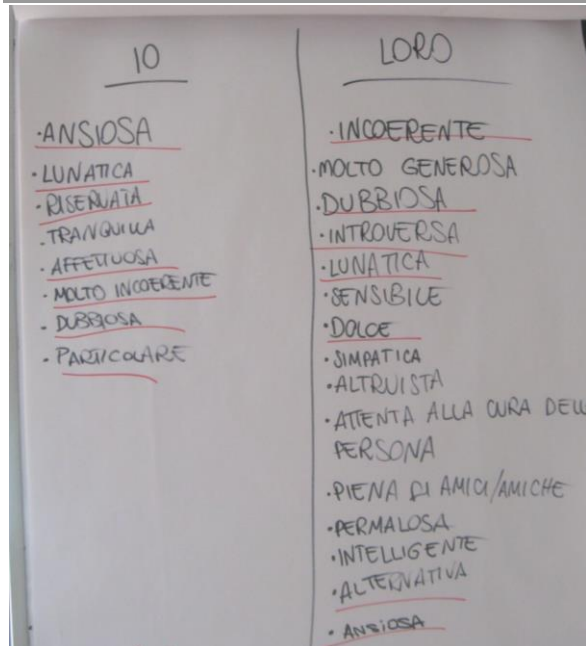 IO
·ANSIOSA
·LUNATICA
·RISERVATA
·TRANQUILLA
·AFFETTUOSA
·MOLTO INCOERENTE
·DUBBIOSA
·PARTICOLARE
LORO
·INCOERENTE
·MOLTO GENEROSA
·DUBBIOSA
·INTROVERSA
·LUNATICA
·SENSIBILE
·DOLCE
·SIMPATICA
·ALTRUISTA
·ATTENTA ALLA CURA DELL
PERSONA
·PIENA DI AMICI/AMICHE
·PERMALOSA
·INTELLIGENTE
·ALTERNATIVA
·ANSIOSA